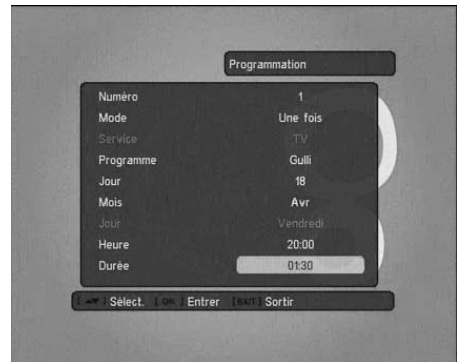 Programmation
Numéro 1
Mode Une fois
Service TV
Programme Gulli
Jour 18
Mois Avr
Jour Vendredi
Heure 20:00
Durée 01:30
[ ▲▼ ] Sélect. [ OK ] Entrer [EXIT] Sortir